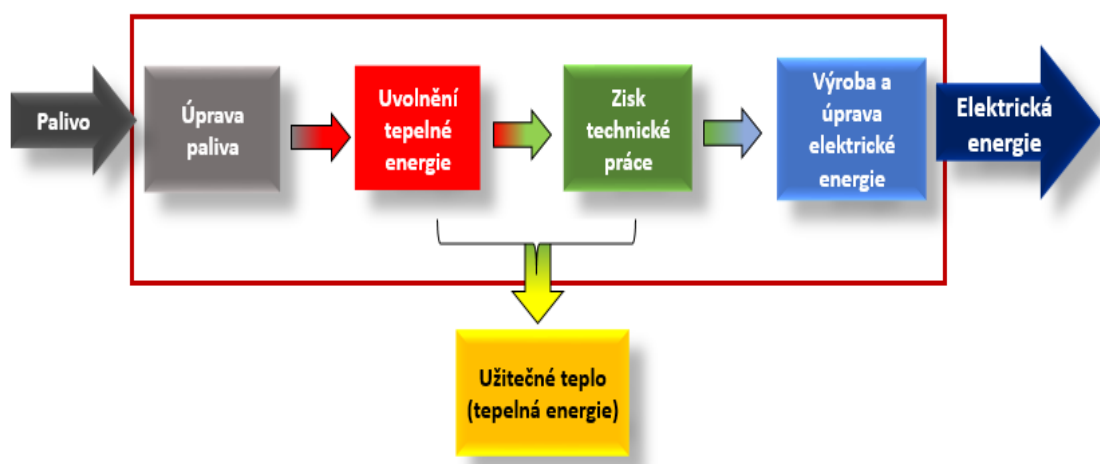 Palivo
Úprava
paliva
Uvolnění
tepelné
energie
Zisk
technické
práce
Výroba a
úprava
elektrické
energie
Elektrická
energie
Užitečné teplo
(tepelná energie)